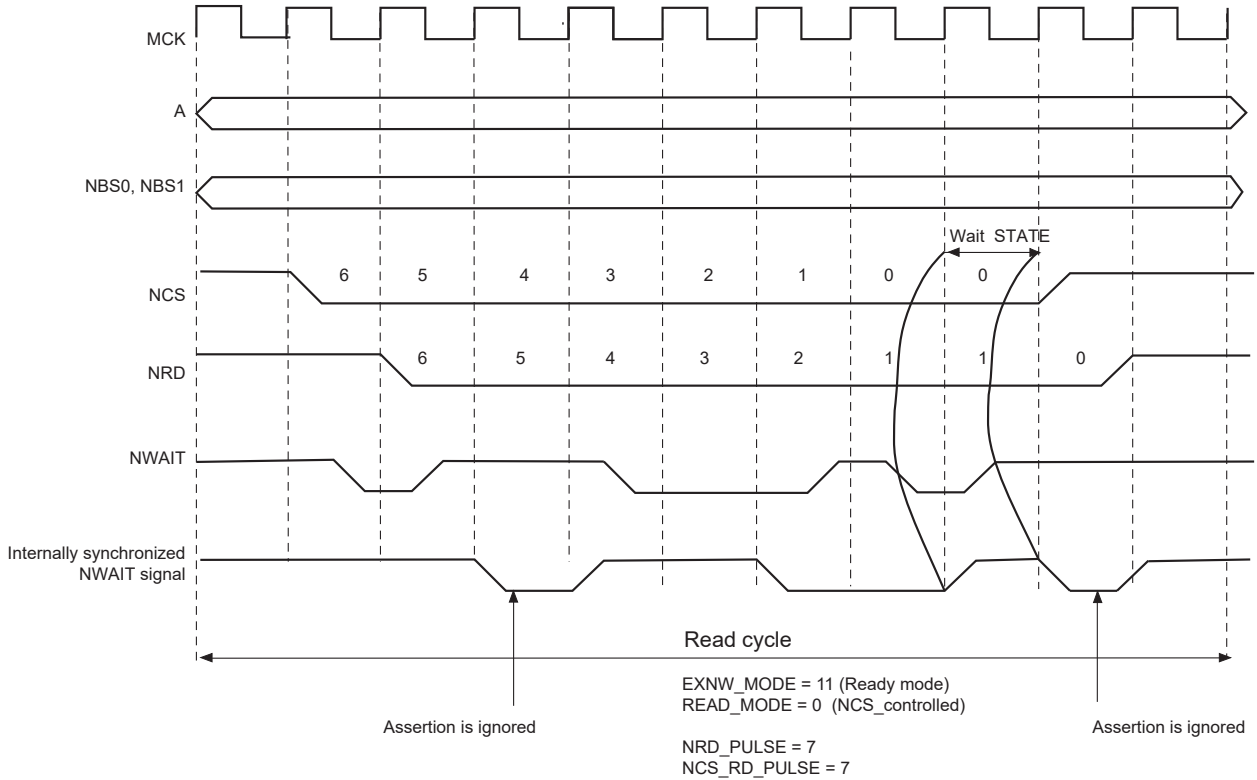 MCK
A
NBS0, NBS1
Wait STATE
6 5 4 3 2 1 0 0
NCS
6 5 4 3 2 1 1 0
NRD
NWAIT
Internally synchronized
NWAIT signal
Read cycle
EXNW_MODE = 11 (Ready mode)
READ_MODE = 0 (NCS_controlled)
Assertion is ignored
Assertion is ignored
NRD_PULSE = 7
NCS_RD_PULSE = 7